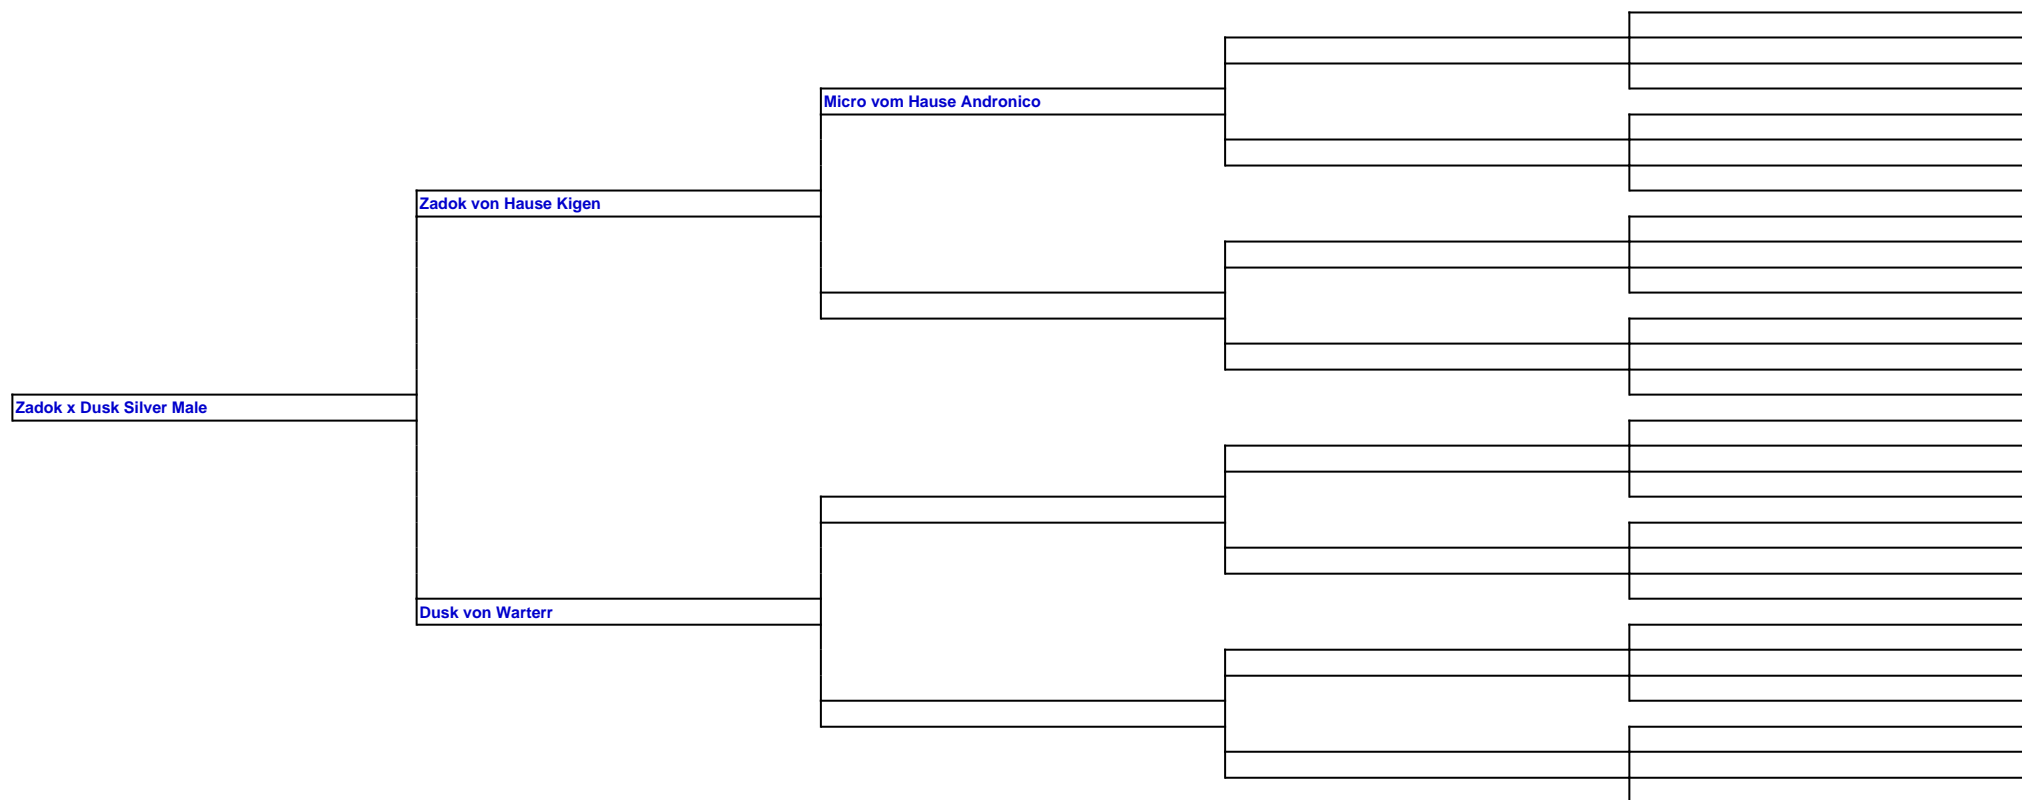 Micro vom Hause Andronico
Zadok von Hause Kigen
Zadok x Dusk Silver Male
Dusk von Warterr